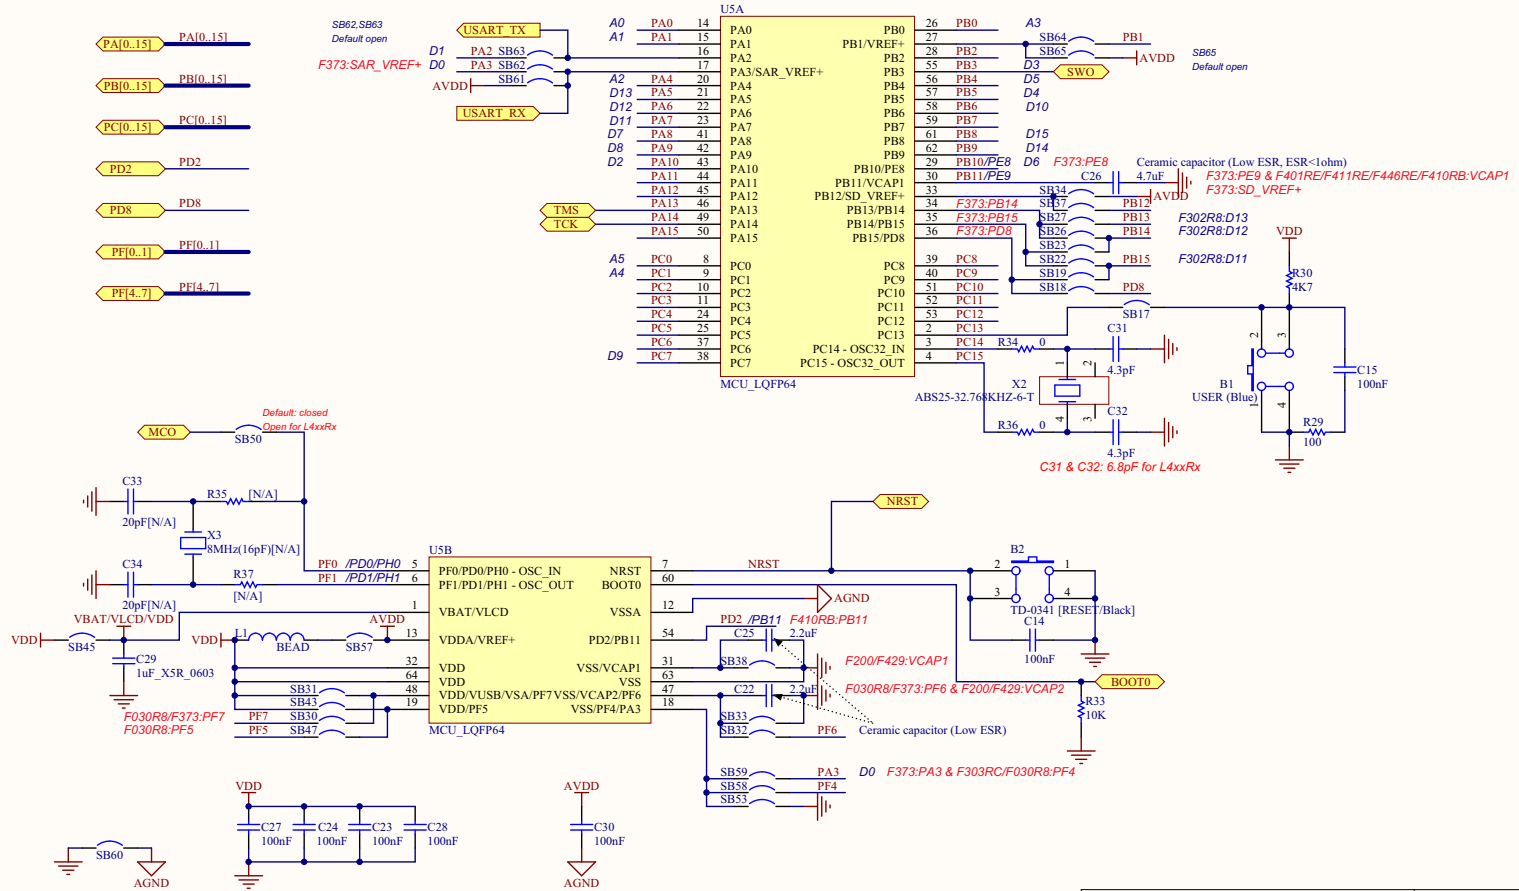 U5A
SB62,SB63
Default open
USART_TX
PA[0..15] PA[0..15]
PB[0..15] PB[0..15]
PC[0..15] PC[0..15]
PD2 PD2
PD8 PD8
PF[0..1] PF[0..1]
PF[4..7] PF[4..7]
D1 PA2 SB63
F373:SAR_VREF+ D0 PA3 SB62
AVDD SB61
USART_RX
TMS
TCK
A0 PA0 14 PA0
A1 PA1 15 PA1
16 PA2
17 PA3/SAR_VREF+
A2 PA4 20 PA4
D13 PA5 21 PA5
D12 PA6 22 PA6
D11 PA7 23 PA7
D7 PA8 41 PA8
D8 PA9 42 PA9
D2 PA10 43 PA10
PA11 44 PA11
PA12 45 PA12
PA13 46 PA13
PA14 49 PA14
PA15 50 PA15
A5 PC0 8 PC0
A4 PC1 9 PC1
PC2 10 PC2
PC3 11 PC3
PC4 24 PC4
PC5 25 PC5
PC6 37 PC6
D9 PC7 38 PC7
MCU_LQFP64
PB0 26 PB0 A3
PB1/VREF+ 27 SB64 PB1
PB2 28 PB2 SB65 AVDD
SB65
Default open
PB3 55 PB3 D3 SWO
PB4 56 PB4 D5
PB5 57 PB5 D4
PB6 58 PB6 D10
PB7 59 PB7
PB8 61 PB8 D15
PB9 62 PB9 D14
PB10/PE8 29 PB10/PE8 D6 F373:PE8
PB11/VCAP1 30 PB11/PE9
Ceramic capacitor (Low ESR, ESR<1ohm)
C26 4.7uF
F373:PE9 & F401RE/F411RE/F446RE/F410RB:VCAP1
F373:SD_VREF+
PB12/SD_VREF+ 33 SB34 AVDD
PB13/PB14 34 F373:PB14 SB37 PB12
PB14/PB15 35 F373:PB15 SB27 PB13 F302R8:D13
PB15/PD8 36 F373:PD8 SB26 PB14 F302R8:D12
SB23
SB22 PB15 F302R8:D11
SB19
SB18 PD8
SB17
PC8 39 PC8
PC9 40 PC9
PC10 51 PC10
PC11 52 PC11
PC12 53 PC12
PC13 2 PC13
PC14 - OSC32_IN 3 PC14
PC15 - OSC32_OUT 4 PC15
R34 0
C31
4.3pF
1 2
X2
ABS25-32.768KHZ-6-T
4 3
R36 0
C32
4.3pF
C31 & C32: 6.8pF for L4xxRx
VDD
R30
4K7
2 3
B1
USER (Blue)
1 4
C15
100nF
R29
100
MCO
SB50
Default: closed
Open for L4xxRx
C33
20pF[N/A]
R35 [N/A]
X3
8MHz(16pF)[N/A]
C34
20pF[N/A]
R37
[N/A]
U5B
PF0 /PD0/PH0 5 PF0/PD0/PH0 - OSC_IN
PF1 /PD1/PH1 6 PF1/PD1/PH1 - OSC_OUT
VBAT/VLCD/VDD
1 VBAT/VLCD
VDD SB45
C29
1uF_X5R_0603
VDD L1
BEAD
SB57
AVDD
13 VDDA/VREF+
32 VDD
64 VDD
48 VDD/VUSB/VSA/PF7
19 VDD/PF5
SB31
SB43
F030R8/F373:PF7 PF7 SB30
F030R8:PF5 PF5 SB47
MCU_LQFP64
NRST 7 NRST
NRST
BOOT0 60
VSSA 12 AGND
PD2/PB11 54 PD2 /PB11 F410RB:PB11
VSS/VCAP1 31
VSS 63
VSS/VCAP2/PF6 47
VSS/PF4/PA3 18
C25 2.2uF
SB38
F200/F429:VCAP1
C22 2.2uF
F030R8/F373:PF6 & F200/F429:VCAP2
SB33
SB32 PF6
Ceramic capacitor (Low ESR)
SB59 PA3 D0 F373:PA3 & F303RC/F030R8:PF4
SB58 PF4
SB53
B2
2 1
3 4
TD-0341 [RESET/Black]
C14
100nF
BOOT0
R33
10K
VDD
C27
100nF
C24
100nF
C23
100nF
C28
100nF
AVDD
C30
100nF
AGND
SB60
AGND